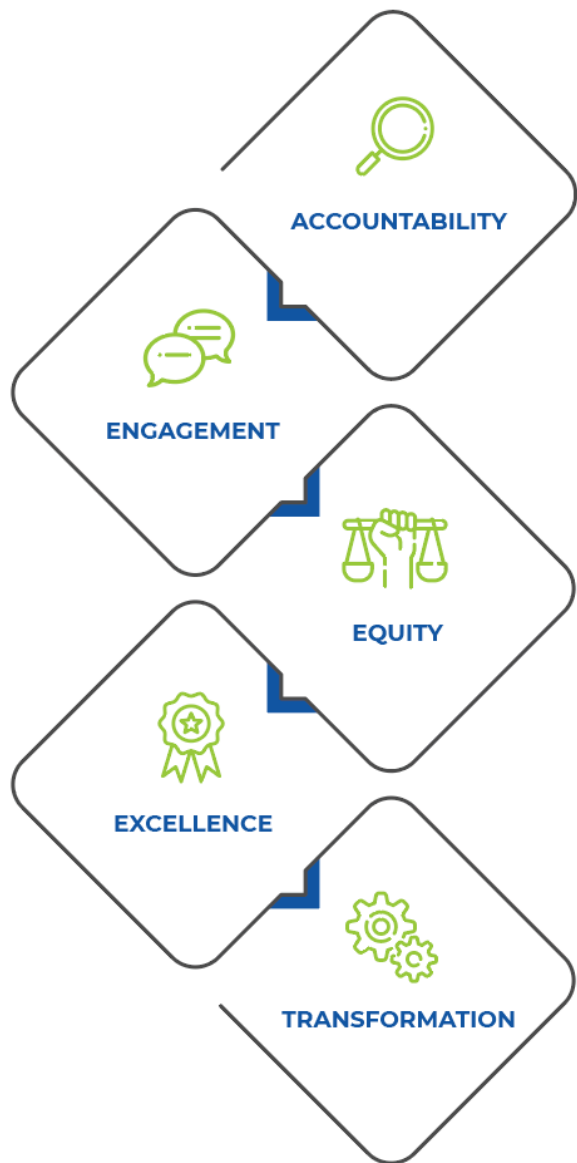 ACCOUNTABILITY
ENGAGEMENT
EQUITY
EXCELLENCE
TRANSFORMATION